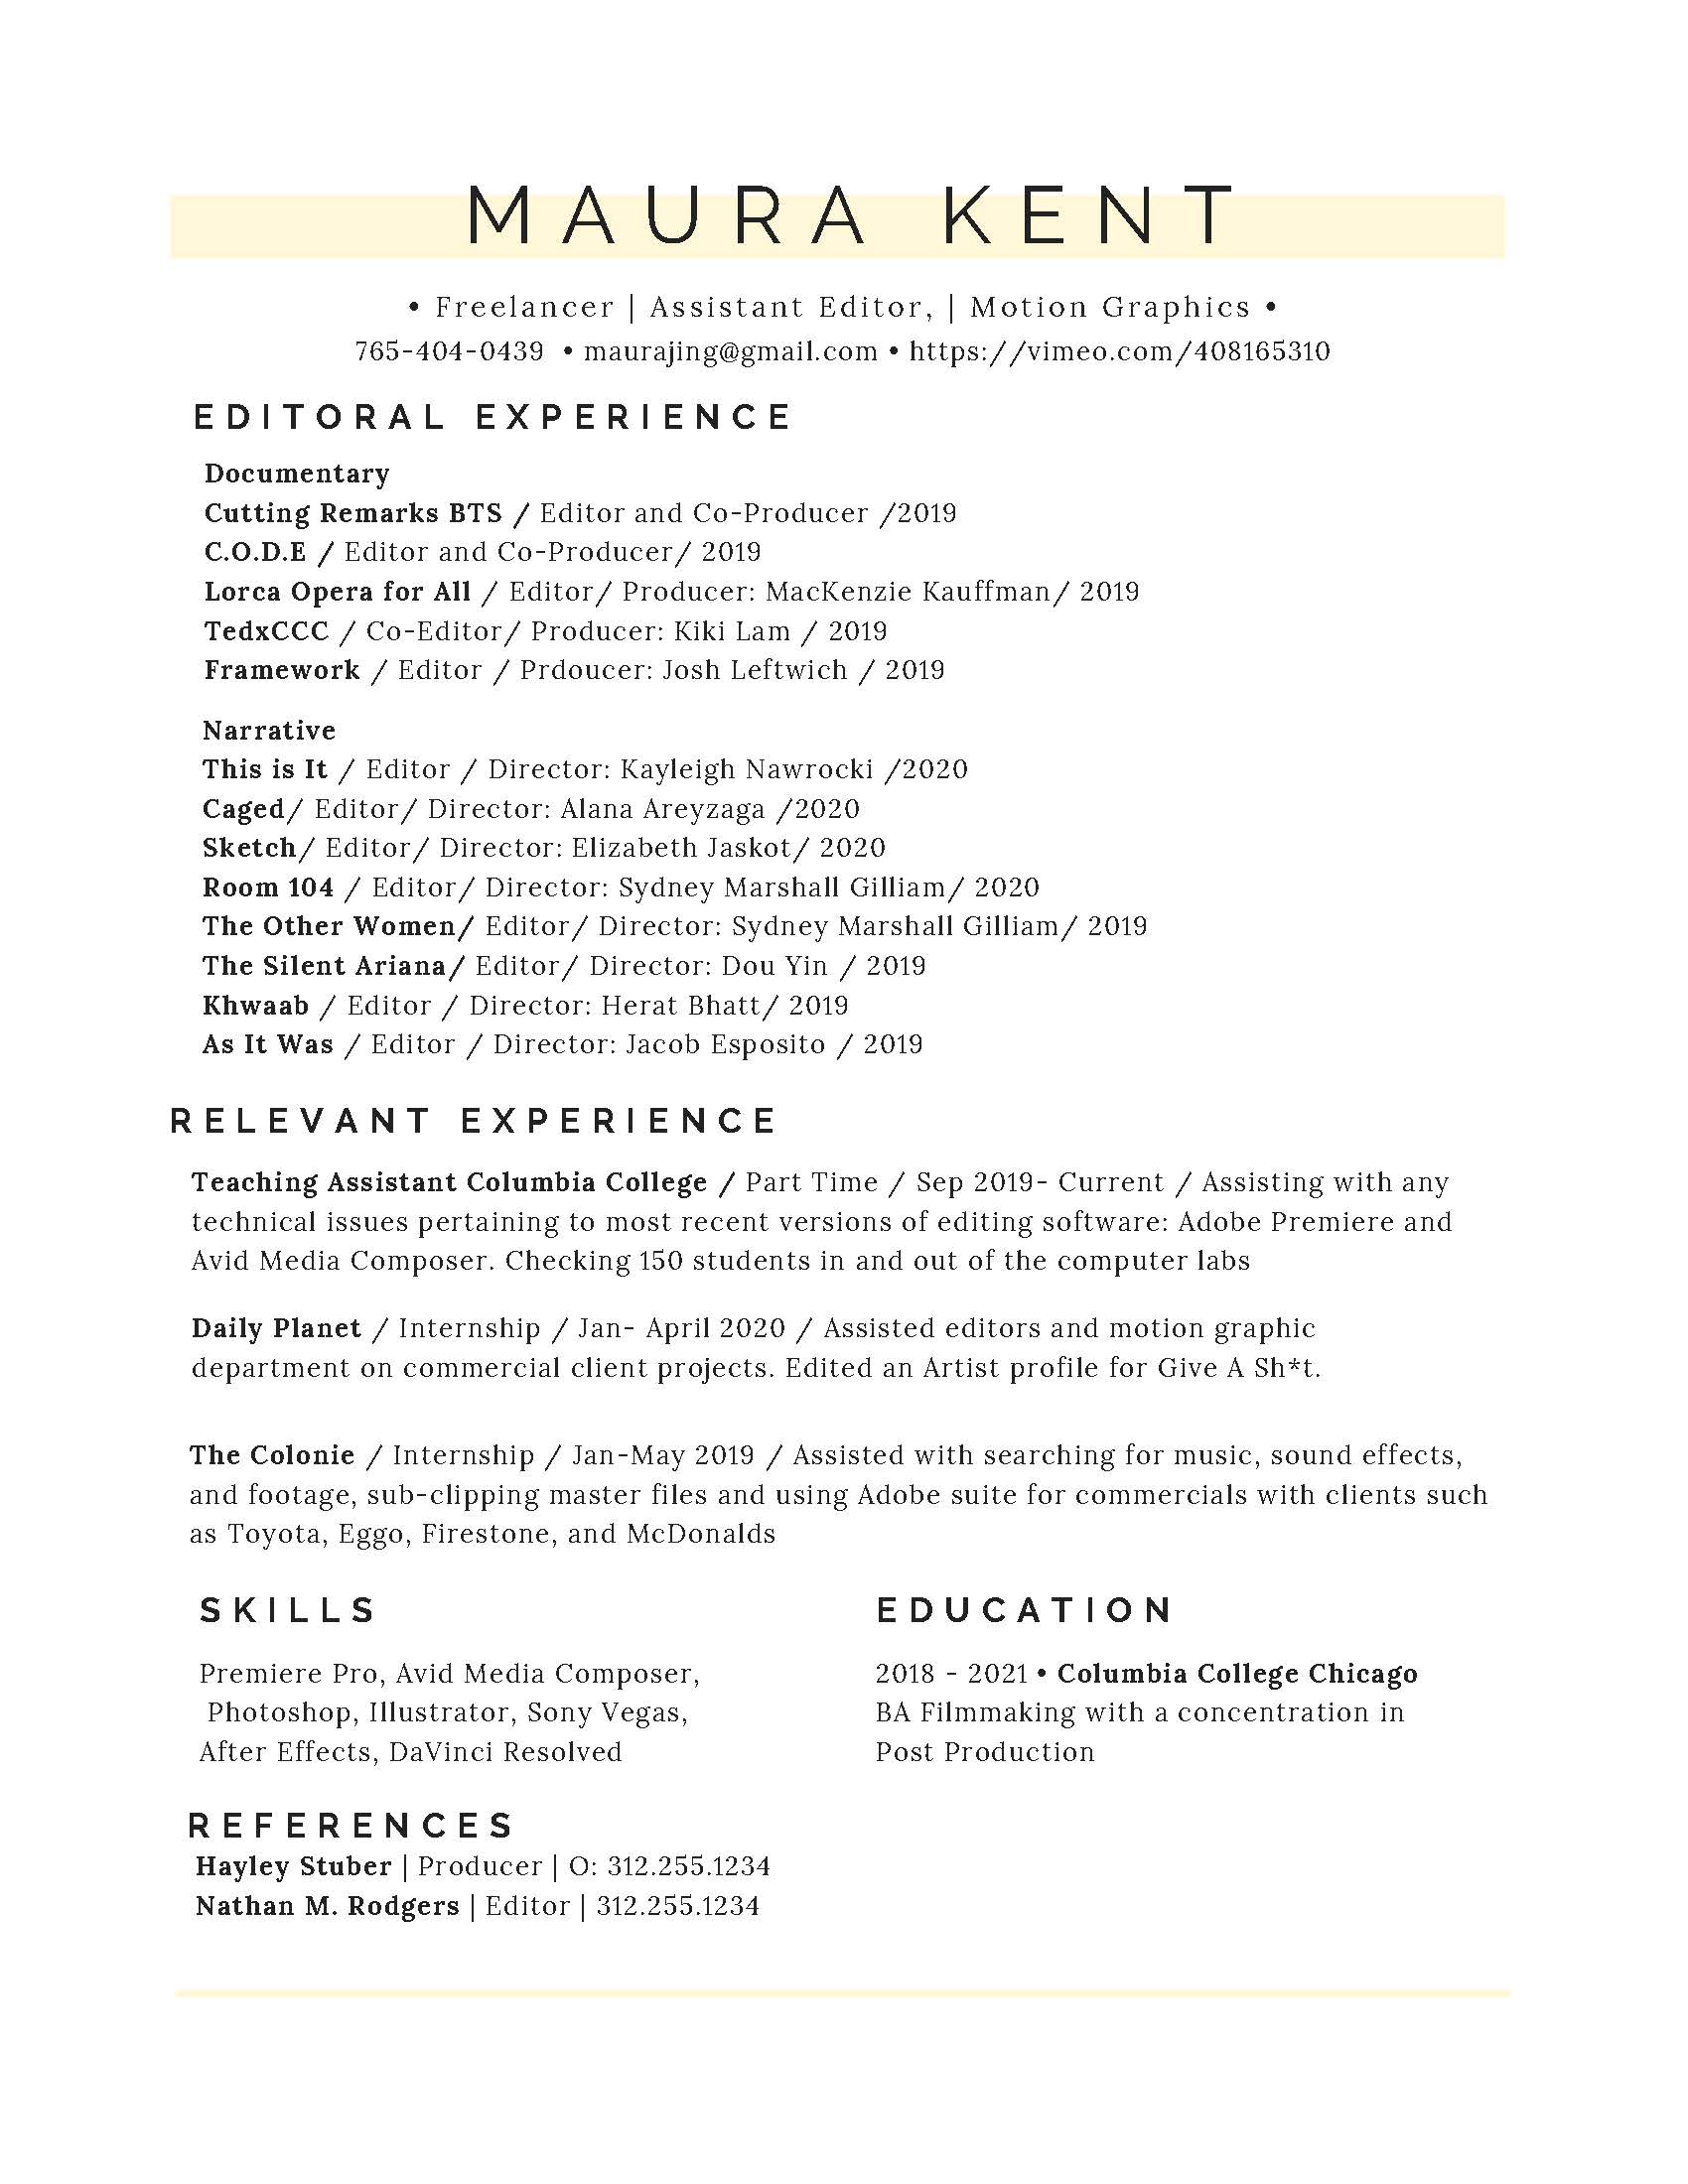 MAURA KENT
• Freelancer | Assistant Editor, | Motion Graphics •
765-404-0439 • maurajing@gmail.com • https://vimeo.com/408165310
EDITORAL EXPERIENCE
Documentary
Cutting Remarks BTS / Editor and Co-Producer /2019
C.O.D.E / Editor and Co-Producer/ 2019
Lorca Opera for All / Editor/ Producer: MacKenzie Kauffman/ 2019
TedxCCC / Co-Editor/ Producer: Kiki Lam / 2019
Framework / Editor / Prdoucer: Josh Leftwich / 2019
Narrative
This is It / Editor / Director: Kayleigh Nawrocki /2020
Caged/ Editor/ Director: Alana Areyzaga /2020
Sketch/ Editor/ Director: Elizabeth Jaskot/ 2020
Room 104 / Editor/ Director: Sydney Marshall Gilliam/ 2020
The Other Women/ Editor/ Director: Sydney Marshall Gilliam/ 2019
The Silent Ariana/ Editor/ Director: Dou Yin / 2019
Khwaab / Editor / Director: Herat Bhatt/ 2019
As It Was / Editor / Director: Jacob Esposito / 2019
RELEVANT EXPERIENCE
Teaching Assistant Columbia College / Part Time / Sep 2019- Current / Assisting with any
technical issues pertaining to most recent versions of editing software: Adobe Premiere and
Avid Media Composer. Checking 150 students in and out of the computer labs
Daily Planet / Internship / Jan- April 2020 / Assisted editors and motion graphic
department on commercial client projects. Edited an Artist profile for Give A Sh*t.
The Colonie / Internship / Jan-May 2019 / Assisted with searching for music, sound effects,
and footage, sub-clipping master files and using Adobe suite for commercials with clients such
as Toyota, Eggo, Firestone, and McDonalds
SKILLS
Premiere Pro, Avid Media Composer,
Photoshop, Illustrator, Sony Vegas,
After Effects, DaVinci Resolved
EDUCATION
2018 - 2021 • Columbia College Chicago
BA Filmmaking with a concentration in
Post Production
REFERENCES
Hayley Stuber | Producer | O: 312.255.1234
Nathan M. Rodgers | Editor | 312.255.1234